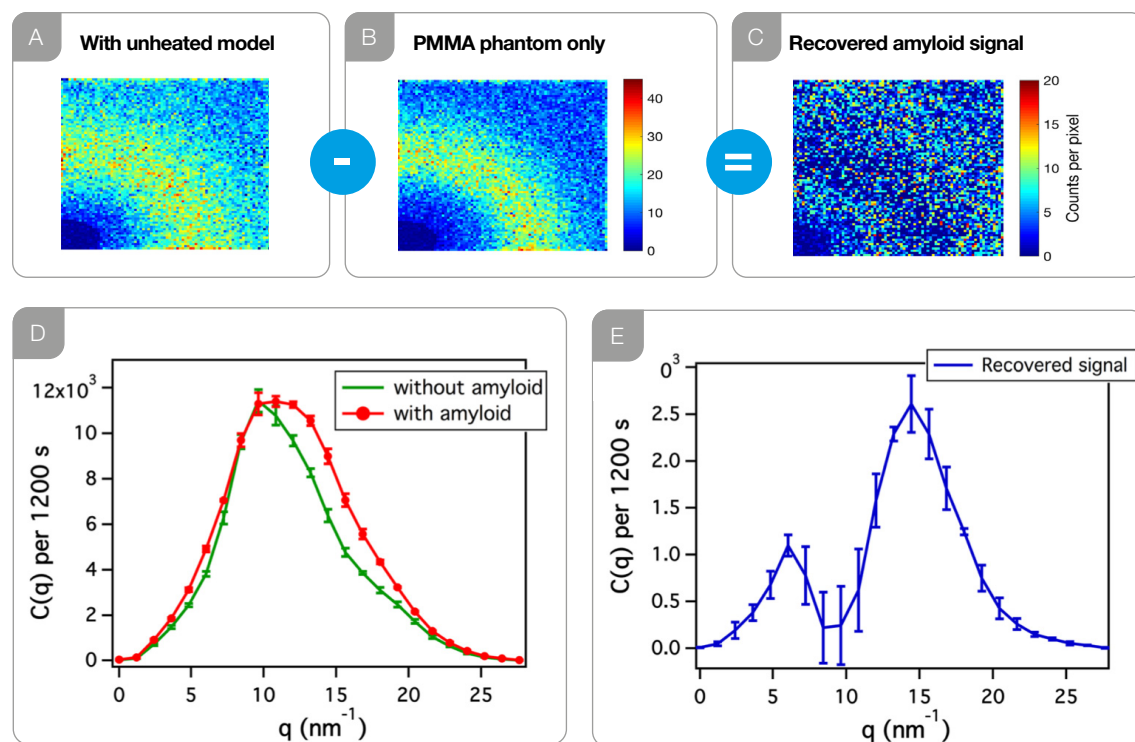 A
With unheated model
-
B
PMMA phantom only
40
30
20
10
0
=
C
Recovered amyloid signal
20
15
10
5
0
Counts per pixel
D
12x10³
10
8
6
4
2
0
C(q) per 1200 s
without amyloid
with amyloid
0 5 10 15 20 25
q (nm⁻¹)
E
0³
2.5
2.0
1.5
1.0
0.5
0.0
C(q) per 1200 s
Recovered signal
0 5 10 15 20 25
q (nm⁻¹)